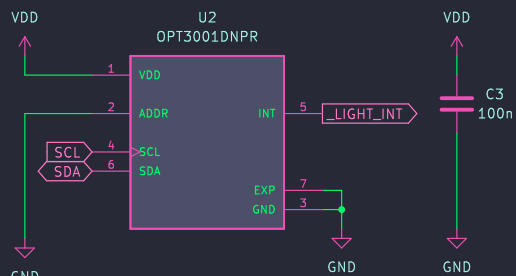 VDD
U2
OPT3001DNPR
VDD
1
VDD
2
ADDR
INT
5
_LIGHT_INT
C3
100n
SCL
4
SCL
SDA
6
SDA
EXP
7
GND
3
GND
GND
GND